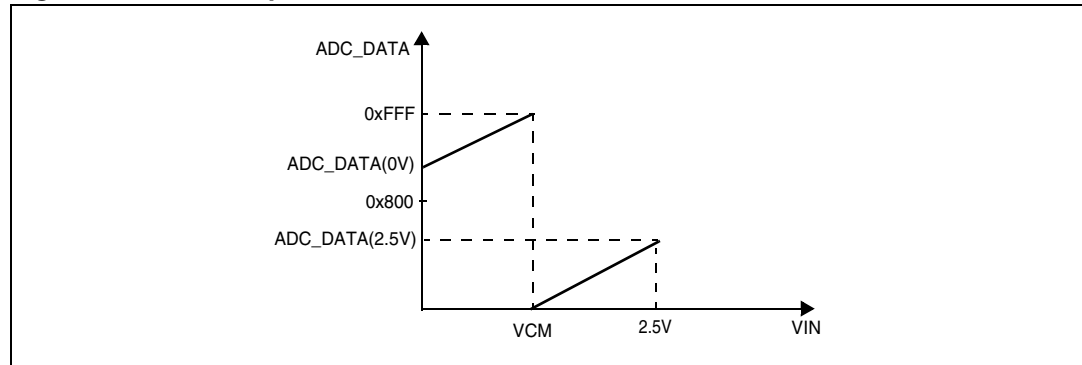 ADC_DATA
0xFFF
ADC_DATA(0V)
0x800
ADC_DATA(2.5V)
VCM
2.5V
VIN